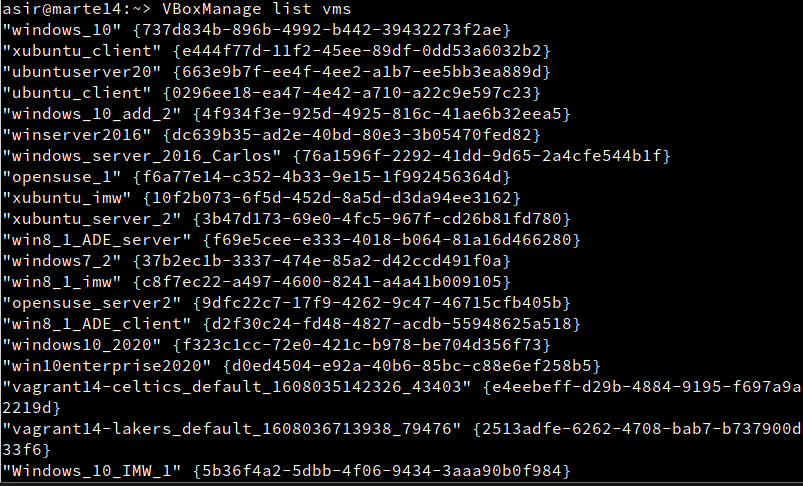 asir@marte14:~> VBoxManage list vms
"windows_10" {737d834b-896b-4992-b442-39432273f2ae}
"xubuntu_client" {e444f77d-11f2-45ee-89df-0dd53a6032b2}
"ubuntuserver20" {663e9b7f-ee4f-4ee2-a1b7-ee5bb3ea889d}
"ubuntu_client" {0296ee18-ea47-4e42-a710-a22c9e597c23}
"windows_10_add_2" {4f934f3e-925d-4925-816c-41ae6b32eea5}
"winserver2016" {dc639b35-ad2e-40bd-80e3-3b05470fed82}
"windows_server_2016_Carlos" {76a1596f-2292-41dd-9d65-2a4cfe544b1f}
"opensuse_1" {f6a77e14-c352-4b33-9e15-1f992456364d}
"xubuntu_imw" {10f2b073-6f5d-452d-8a5d-d3da94ee3162}
"xubuntu_server_2" {3b47d173-69e0-4fc5-967f-cd26b81fd780}
"win8_1_ADE_server" {f69e5cee-e333-4018-b064-81a16d466280}
"windows7_2" {37b2ec1b-3337-474e-85a2-d42ccd491f0a}
"win8_1_imw" {c8f7ec22-a497-4600-8241-a4a41b009105}
"opensuse_server2" {9dfc22c7-17f9-4262-9c47-46715cfb405b}
"win8_1_ADE_client" {d2f30c24-fd48-4827-acdb-55948625a518}
"windows10_2020" {f323c1cc-72e0-421c-b978-be704d356f73}
"win10enterprise2020" {d0ed4504-e92a-40b6-85bc-c88e6ef258b5}
"vagrant14-celtics_default_1608035142326_43403" {e4eebeff-d29b-4884-9195-f697a9a
2219d}
"vagrant14-lakers_default_1608036713938_79476" {2513adfe-6262-4708-bab7-b737900d
33f6}
"Windows_10_IMW_1" {5b36f4a2-5dbb-4f06-9434-3aaa90b0f984}